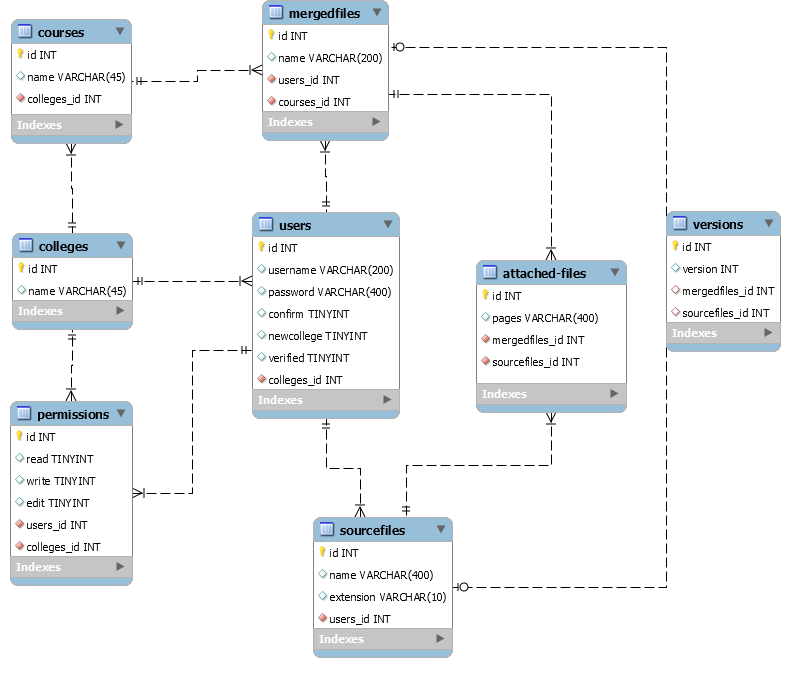 courses
id INT
name VARCHAR(45)
colleges_id INT
Indexes
mergedfiles
id INT
name VARCHAR(200)
users_id INT
courses_id INT
Indexes
colleges
id INT
name VARCHAR(45)
Indexes
users
id INT
username VARCHAR(200)
password VARCHAR(400)
confirm TINYINT
newcollege TINYINT
verified TINYINT
colleges_id INT
Indexes
attached-files
id INT
pages VARCHAR(400)
mergedfiles_id INT
sourcefiles_id INT
Indexes
versions
id INT
version INT
mergedfiles_id INT
sourcefiles_id INT
Indexes
permissions
id INT
read TINYINT
write TINYINT
edit TINYINT
users_id INT
colleges_id INT
Indexes
sourcefiles
id INT
name VARCHAR(400)
extension VARCHAR(10)
users_id INT
Indexes